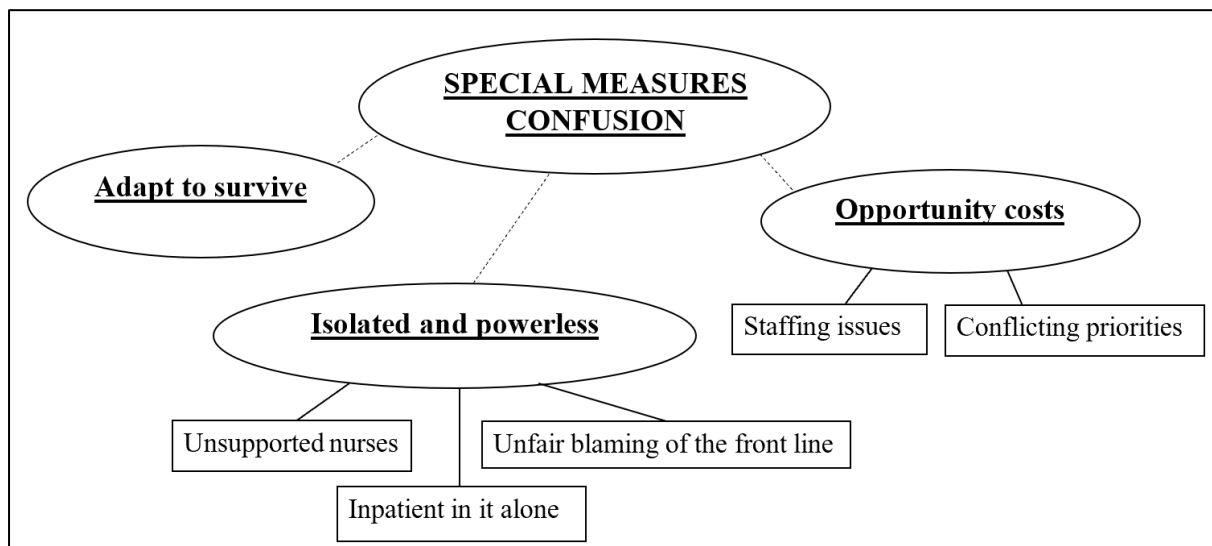 SPECIAL MEASURES
CONFUSION
Adapt to survive
Opportunity costs
Isolated and powerless
Staffing issues
Conflicting priorities
Unsupported nurses
Unfair blaming of the front line
Inpatient in it alone